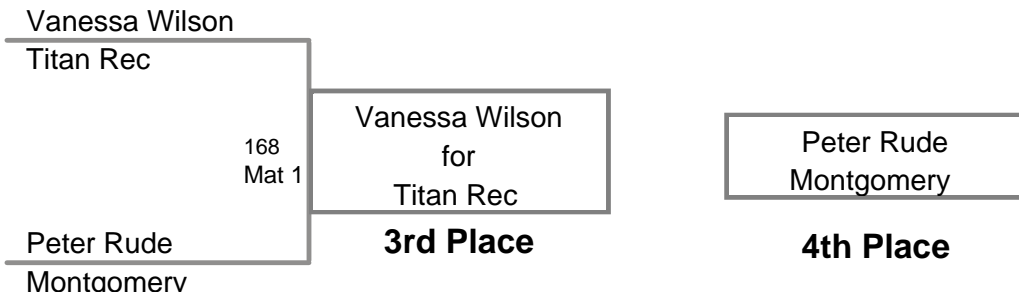 Vanessa Wilson
Titan Rec
168
Mat 1
Vanessa Wilson
for
Titan Rec
3rd Place
Peter Rude
Montgomery
4th Place
Peter Rude
Montgomery